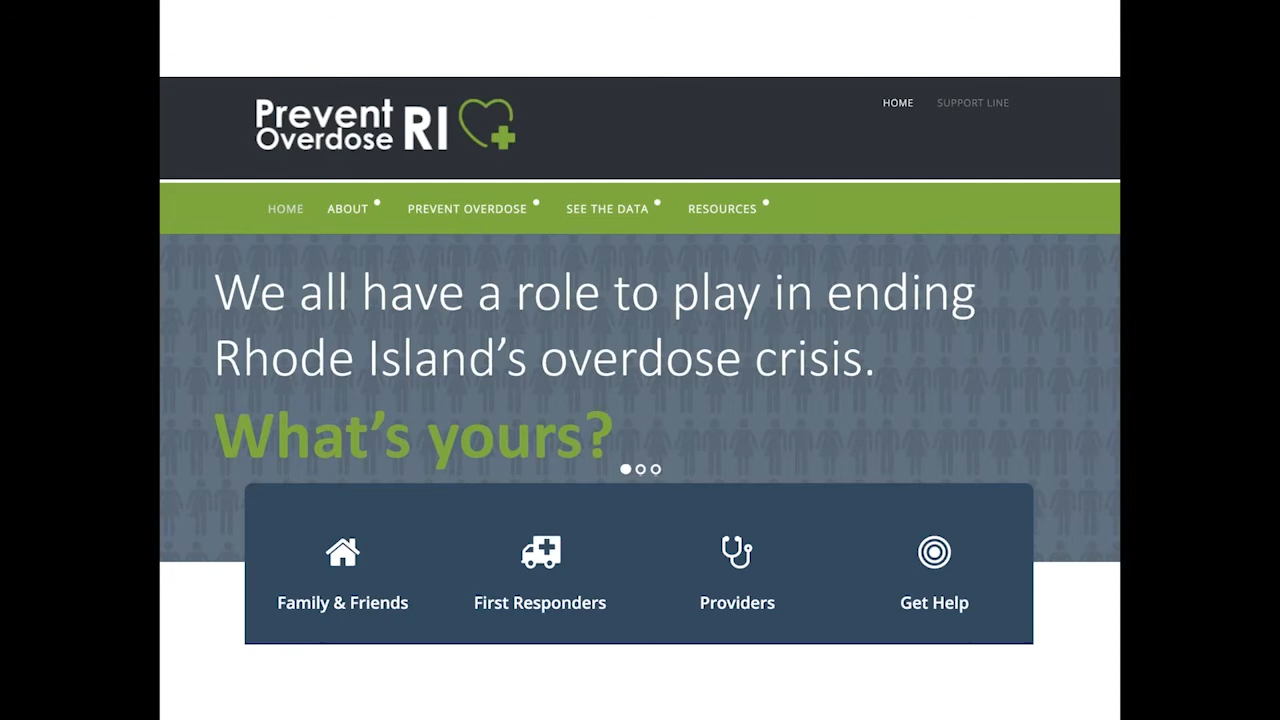 Prevent
Overdose RI
HOME SUPPORT LINE
HOME ABOUT PREVENT OVERDOSE SEE THE DATA RESOURCES
We all have a role to play in ending
Rhode Island’s overdose crisis.
What’s yours?
Family & Friends First Responders Providers Get Help